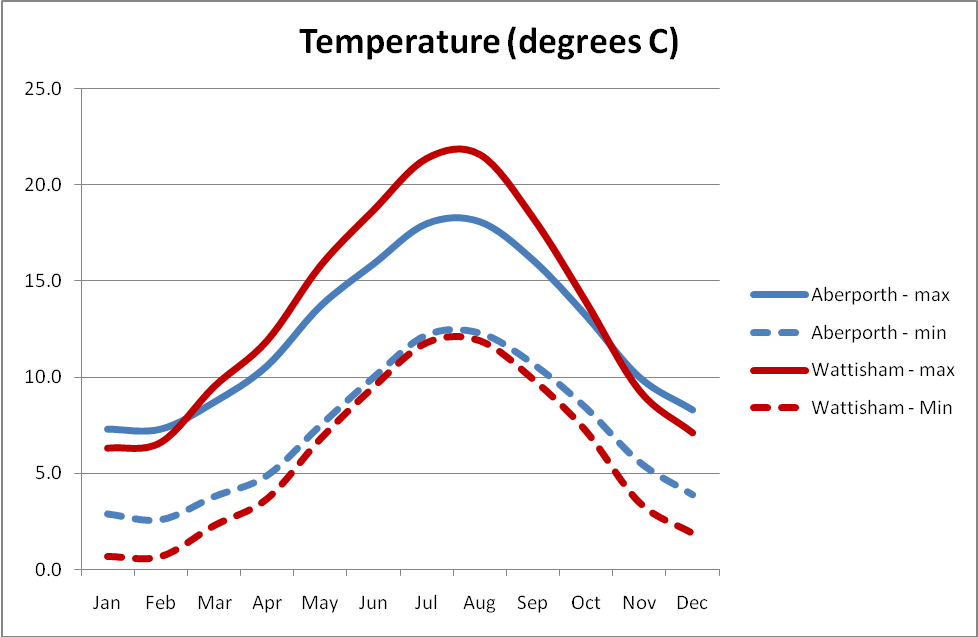 Temperature (degrees C)
25.0
20.0
15.0
10.0
5.0
0.0
Jan Feb Mar Apr May Jun Jul Aug Sep Oct Nov Dec
Aberporth - max
Aberporth - min
Wattisham - max
Wattisham - Min